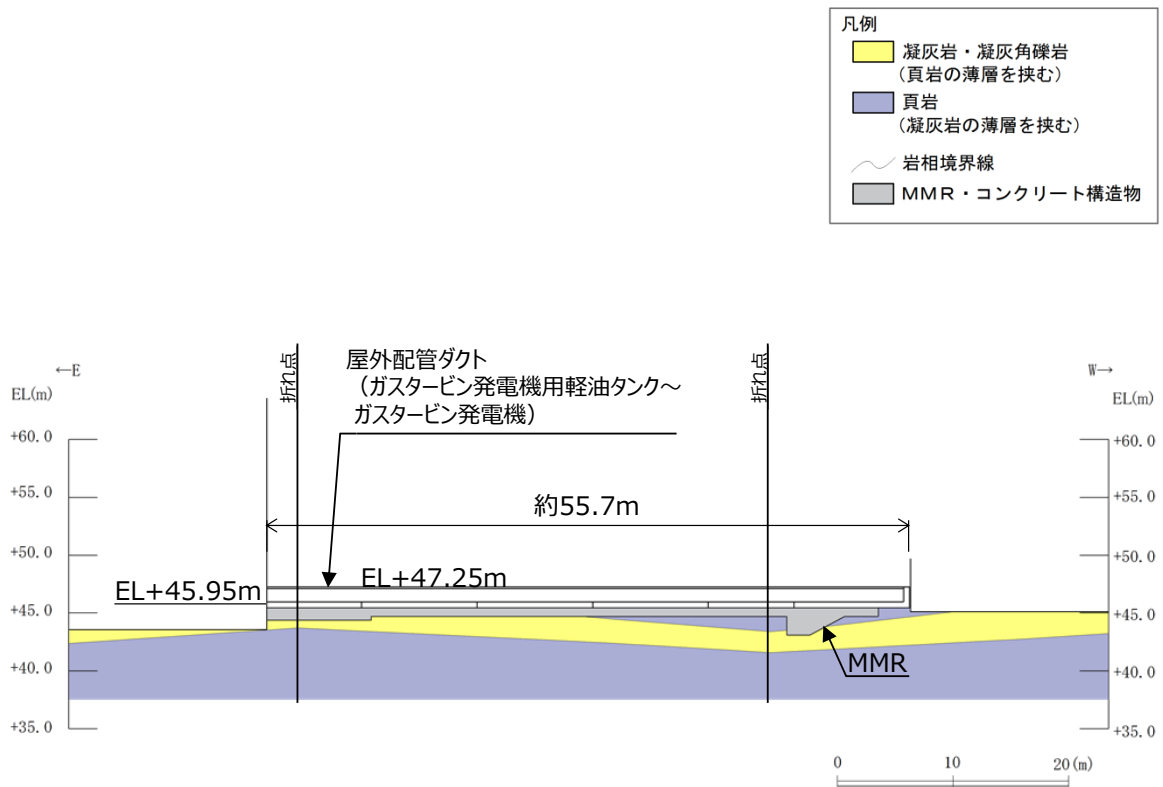 凡例
凝灰岩・凝灰角礫岩
(頁岩の薄層を挟む)
頁岩
(凝灰岩の薄層を挟む)
岩相境界線
MMR・コンクリート構造物
←E
EL(m)
+60.0
+55.0
+50.0
+45.0
+40.0
+35.0
折れ点
屋外配管ダクト
（ガスタービン発電機用軽油タンク～
ガスタービン発電機）
折れ点
約55.7m
EL+45.95m
EL+47.25m
MMR
W→
EL(m)
+60.0
+55.0
+50.0
+45.0
+40.0
+35.0
0 10 20(m)